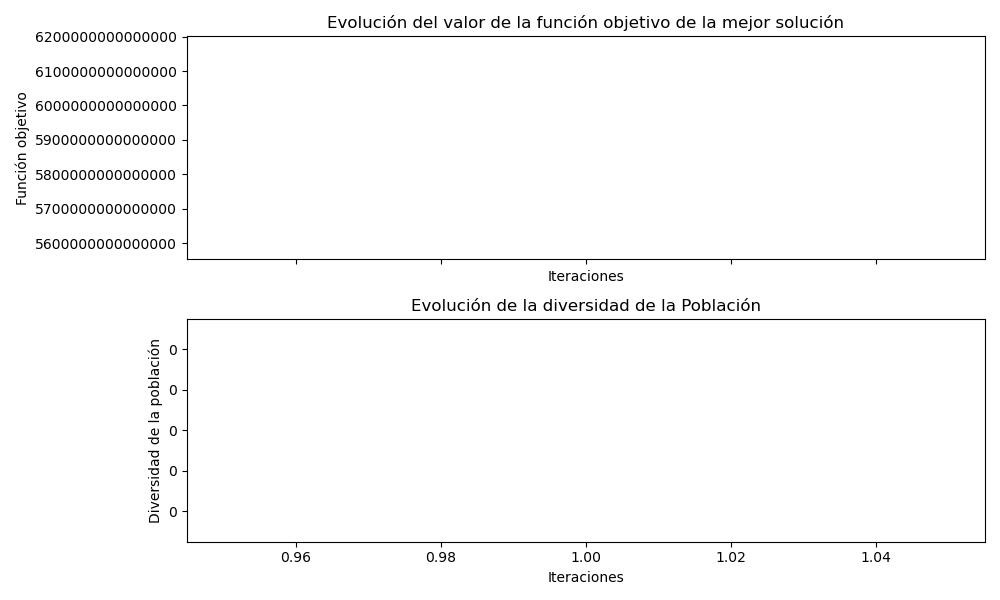 Evolución del valor de la función objetivo de la mejor solución
6200000000000000
6100000000000000
6000000000000000
5900000000000000
5800000000000000
5700000000000000
5600000000000000
Función objetivo
Iteraciones
Evolución de la diversidad de la Población
0
0
0
0
0
Diversidad de la población
0.96
0.98
1.00
1.02
1.04
Iteraciones